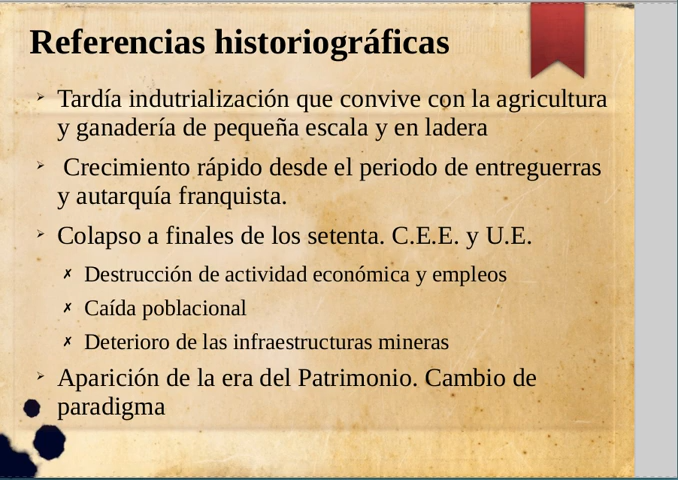 Referencias historiográficas
Tardía indutrialización que convive con la agricultura
y ganadería de pequeña escala y en ladera
Crecimiento rápido desde el periodo de entreguerras
y autarquía franquista.
Colapso a finales de los setenta. C.E.E. y U.E.
Destrucción de actividad económica y empleos
Caída poblacional
Deterioro de las infraestructuras mineras
Aparición de la era del Patrimonio. Cambio de
paradigma